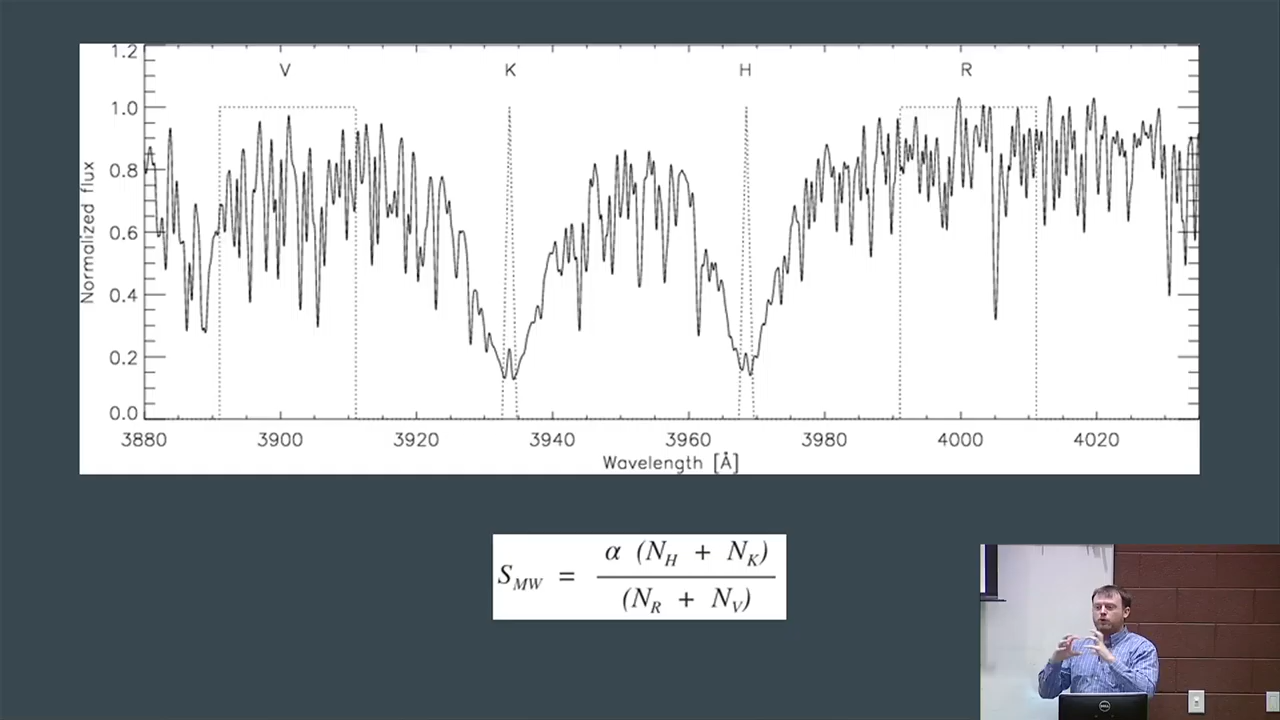 V K H R
1.2
1.0
0.8
0.6
0.4
0.2
0.0
Normalized flux
3880 3900 3920 3940 3960 3980 4000 4020
Wavelength [Å]
S_MW = α (N_H + N_K) / (N_R + N_V)
DELL